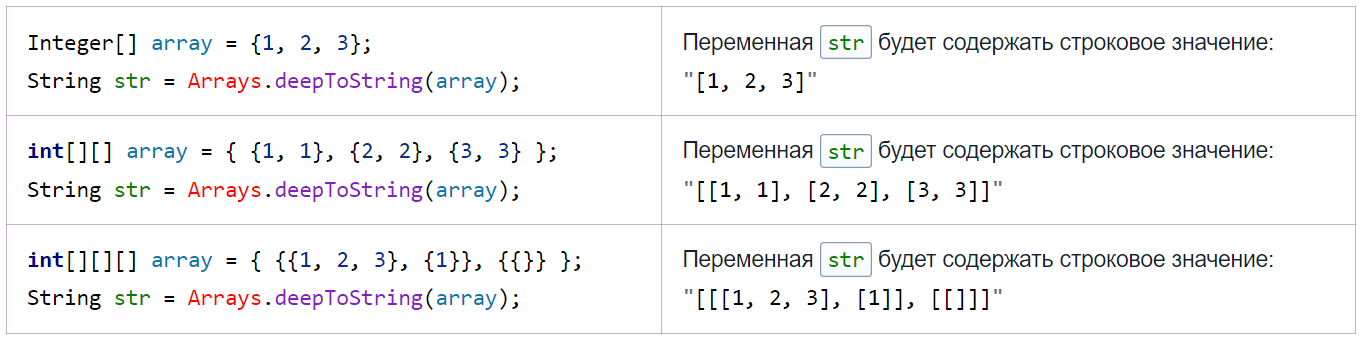 Integer[] array = {1, 2, 3};
String str = Arrays.deepToString(array);
Переменная str будет содержать строковое значение:
"[1, 2, 3]"
int[][] array = { {1, 1}, {2, 2}, {3, 3} };
String str = Arrays.deepToString(array);
Переменная str будет содержать строковое значение:
"[[1, 1], [2, 2], [3, 3]]"
int[][][] array = { {{1, 2, 3}, {1}}, {{}} };
String str = Arrays.deepToString(array);
Переменная str будет содержать строковое значение:
"[[[1, 2, 3], [1]], [[]]]"